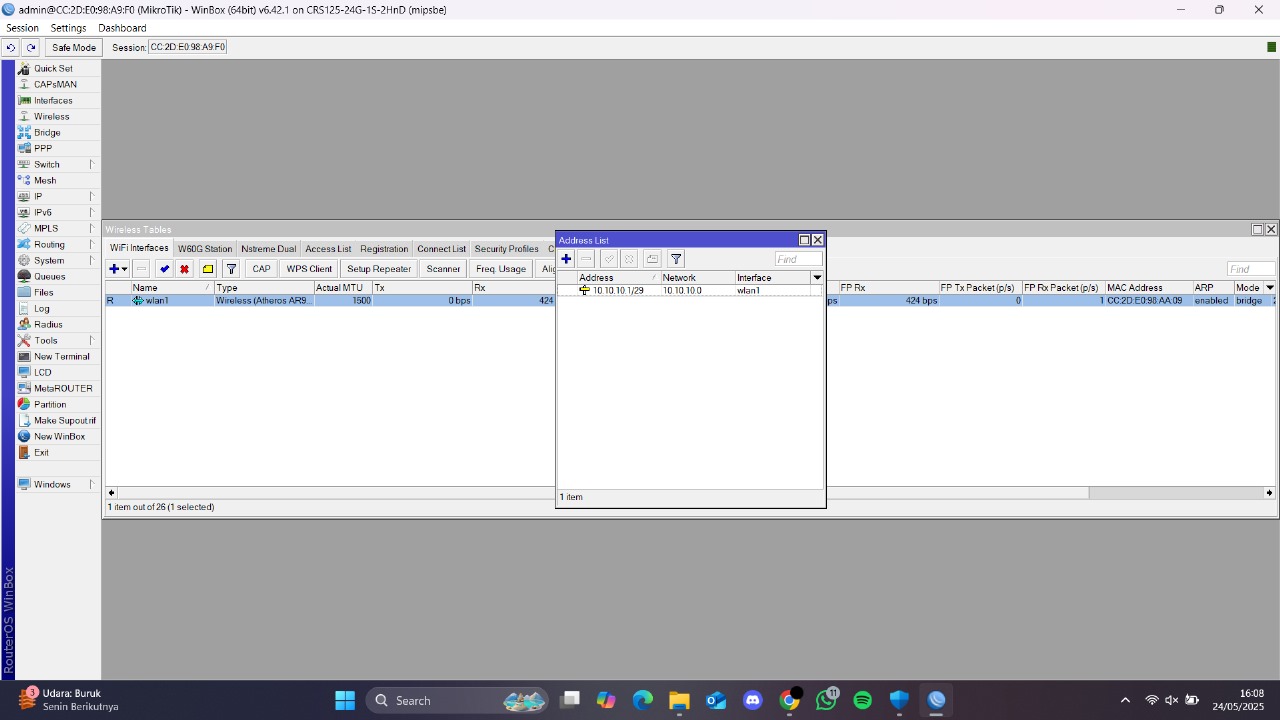 admin@CC:2D:E0:98:A9:F0 (MikroTik) - WinBox (64bit) v6.42.1 on CRS125-24G-1S-2HnD (mipsbe)
Session Settings Dashboard
Safe Mode Session: CC:2D:E0:98:A9:F0
Quick Set
CAPsMAN
Interfaces
Wireless
Bridge
PPP
Switch
Mesh
IP
IPv6
MPLS
Routing
System
Queues
Files
Log
Radius
Tools
New Terminal
LCD
MetaROUTER
Partition
Make Supout.rif
New WinBox
Exit
Windows
RouterOS WinBox
Wireless Tables
WiFi Interfaces W60G Station Nstreme Dual Access List Registration Connect List Security Profiles C
CAP WPS Client Setup Repeater Scanner Freq. Usage Alig
Find
Name Type Actual MTU Tx Rx FP Rx FP Tx Packet (p/s) FP Rx Packet (p/s) MAC Address ARP Mode
R wlan1 Wireless (Atheros AR9... 1500 0 bps 424 ps 424 bps 0 1 CC:2D:E0:98:AA:09 enabled bridge
1 item out of 26 (1 selected)
Address List
Find
Address Network Interface
10.10.10.1/29 10.10.10.0 wlan1
1 item
3
Udara: Buruk
Senin Berikutnya
Search
11
16:08
24/05/2025